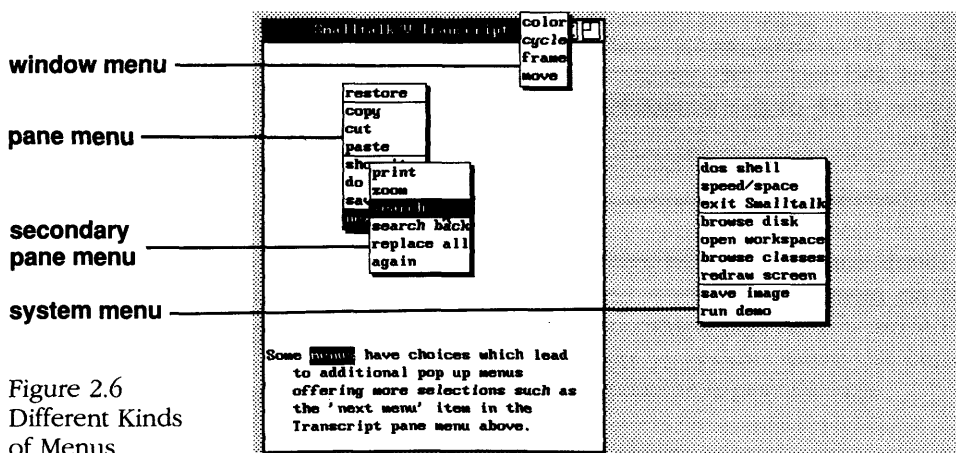 Smalltalk/V Transcript
window menu
color
cycle
frame
move
pane menu
restore
copy
cut
paste
do
secondary
pane menu
print
zoom
search
search back
replace all
again
system menu
dos shell
speed/space
exit Smalltalk
browse disk
open workspace
browse classes
redraw screen
save image
run demo
Some menus have choices which lead
to additional pop up menus
offering more selections such as
the 'next menu' item in the
Transcript pane menu above.
Figure 2.6
Different Kinds
of Menus